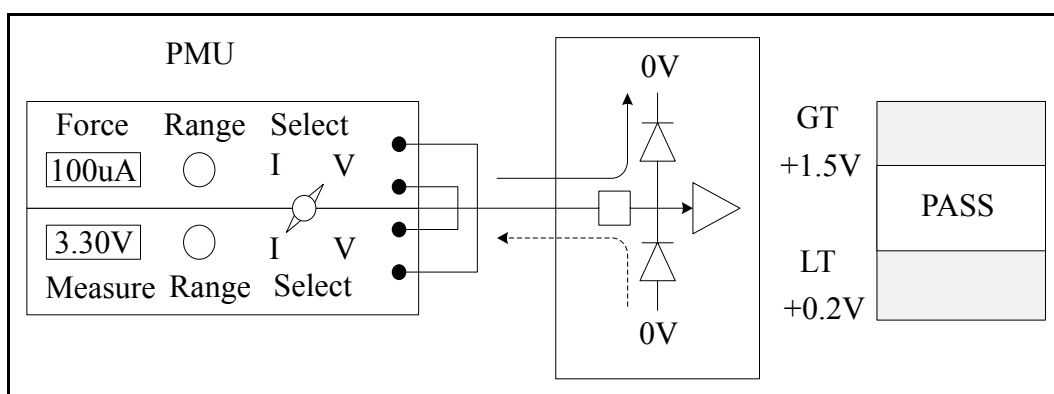 PMU
Force Range Select
100uA I V
3.30V I V
Measure Range Select
0V
0V
GT
+1.5V
PASS
LT
+0.2V